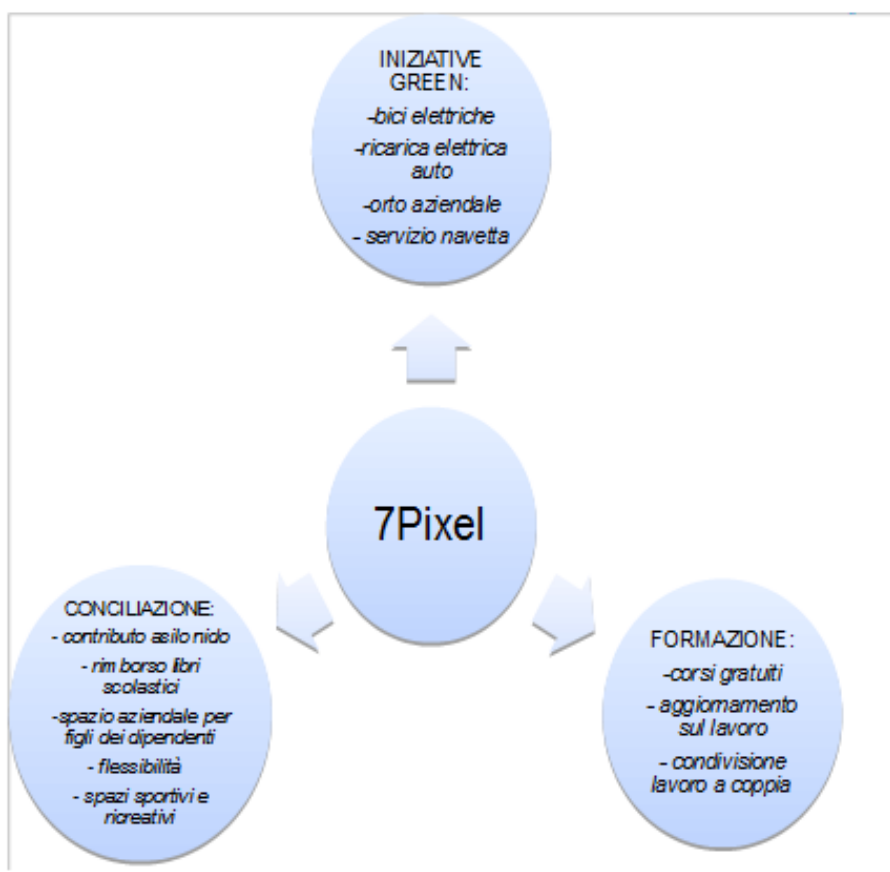 INIZIATIVE
GREEN:
-bici elettriche
-ricarica elettrica
auto
-orto aziendale
- servizio navetta
7Pixel
CONCILIAZIONE:
- contributo asilo nido
- rimborso libri
scolastici
-spazio aziendale per
figli dei dipendenti
- flessibilità
- spazi sportivi e
ricreativi
FORMAZIONE:
-corsi gratuiti
- aggiornamento
sul lavoro
- condivisione
lavoro a coppia